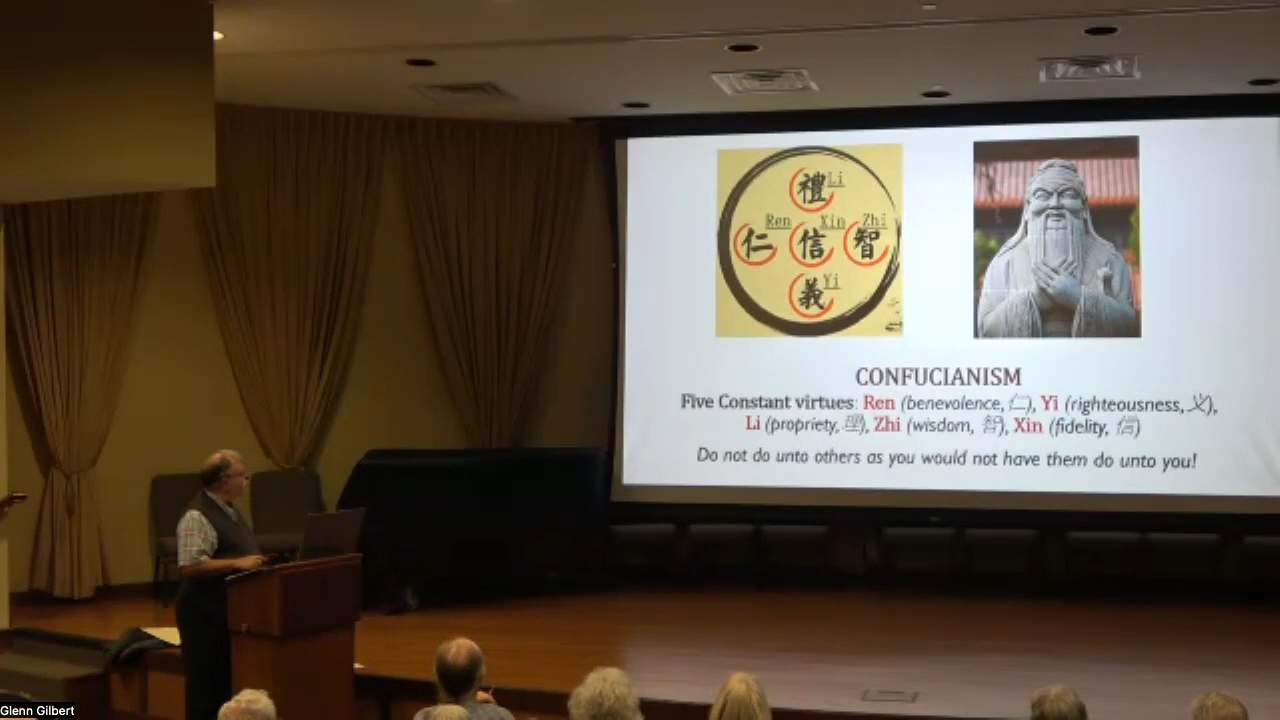 禮 Li
Ren Xin Zhi
仁 信 智
Yi
義
CONFUCIANISM
Five Constant virtues: Ren (benevolence, 仁), Yi (righteousness, 义),
Li (propriety, 理), Zhi (wisdom, 智), Xin (fidelity, 信)
Do not do unto others as you would not have them do unto you!
Glenn Gilbert